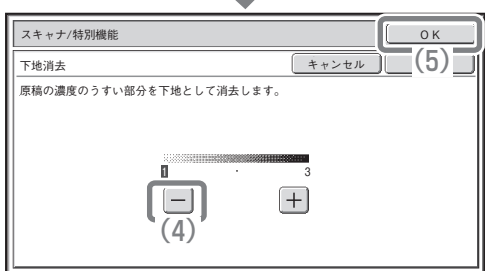 スキャナ/特別機能
OK
下地消去
キャンセル
(5)
原稿の濃度のうすい部分を下地として消去します。
1 · 3
− +
(4)